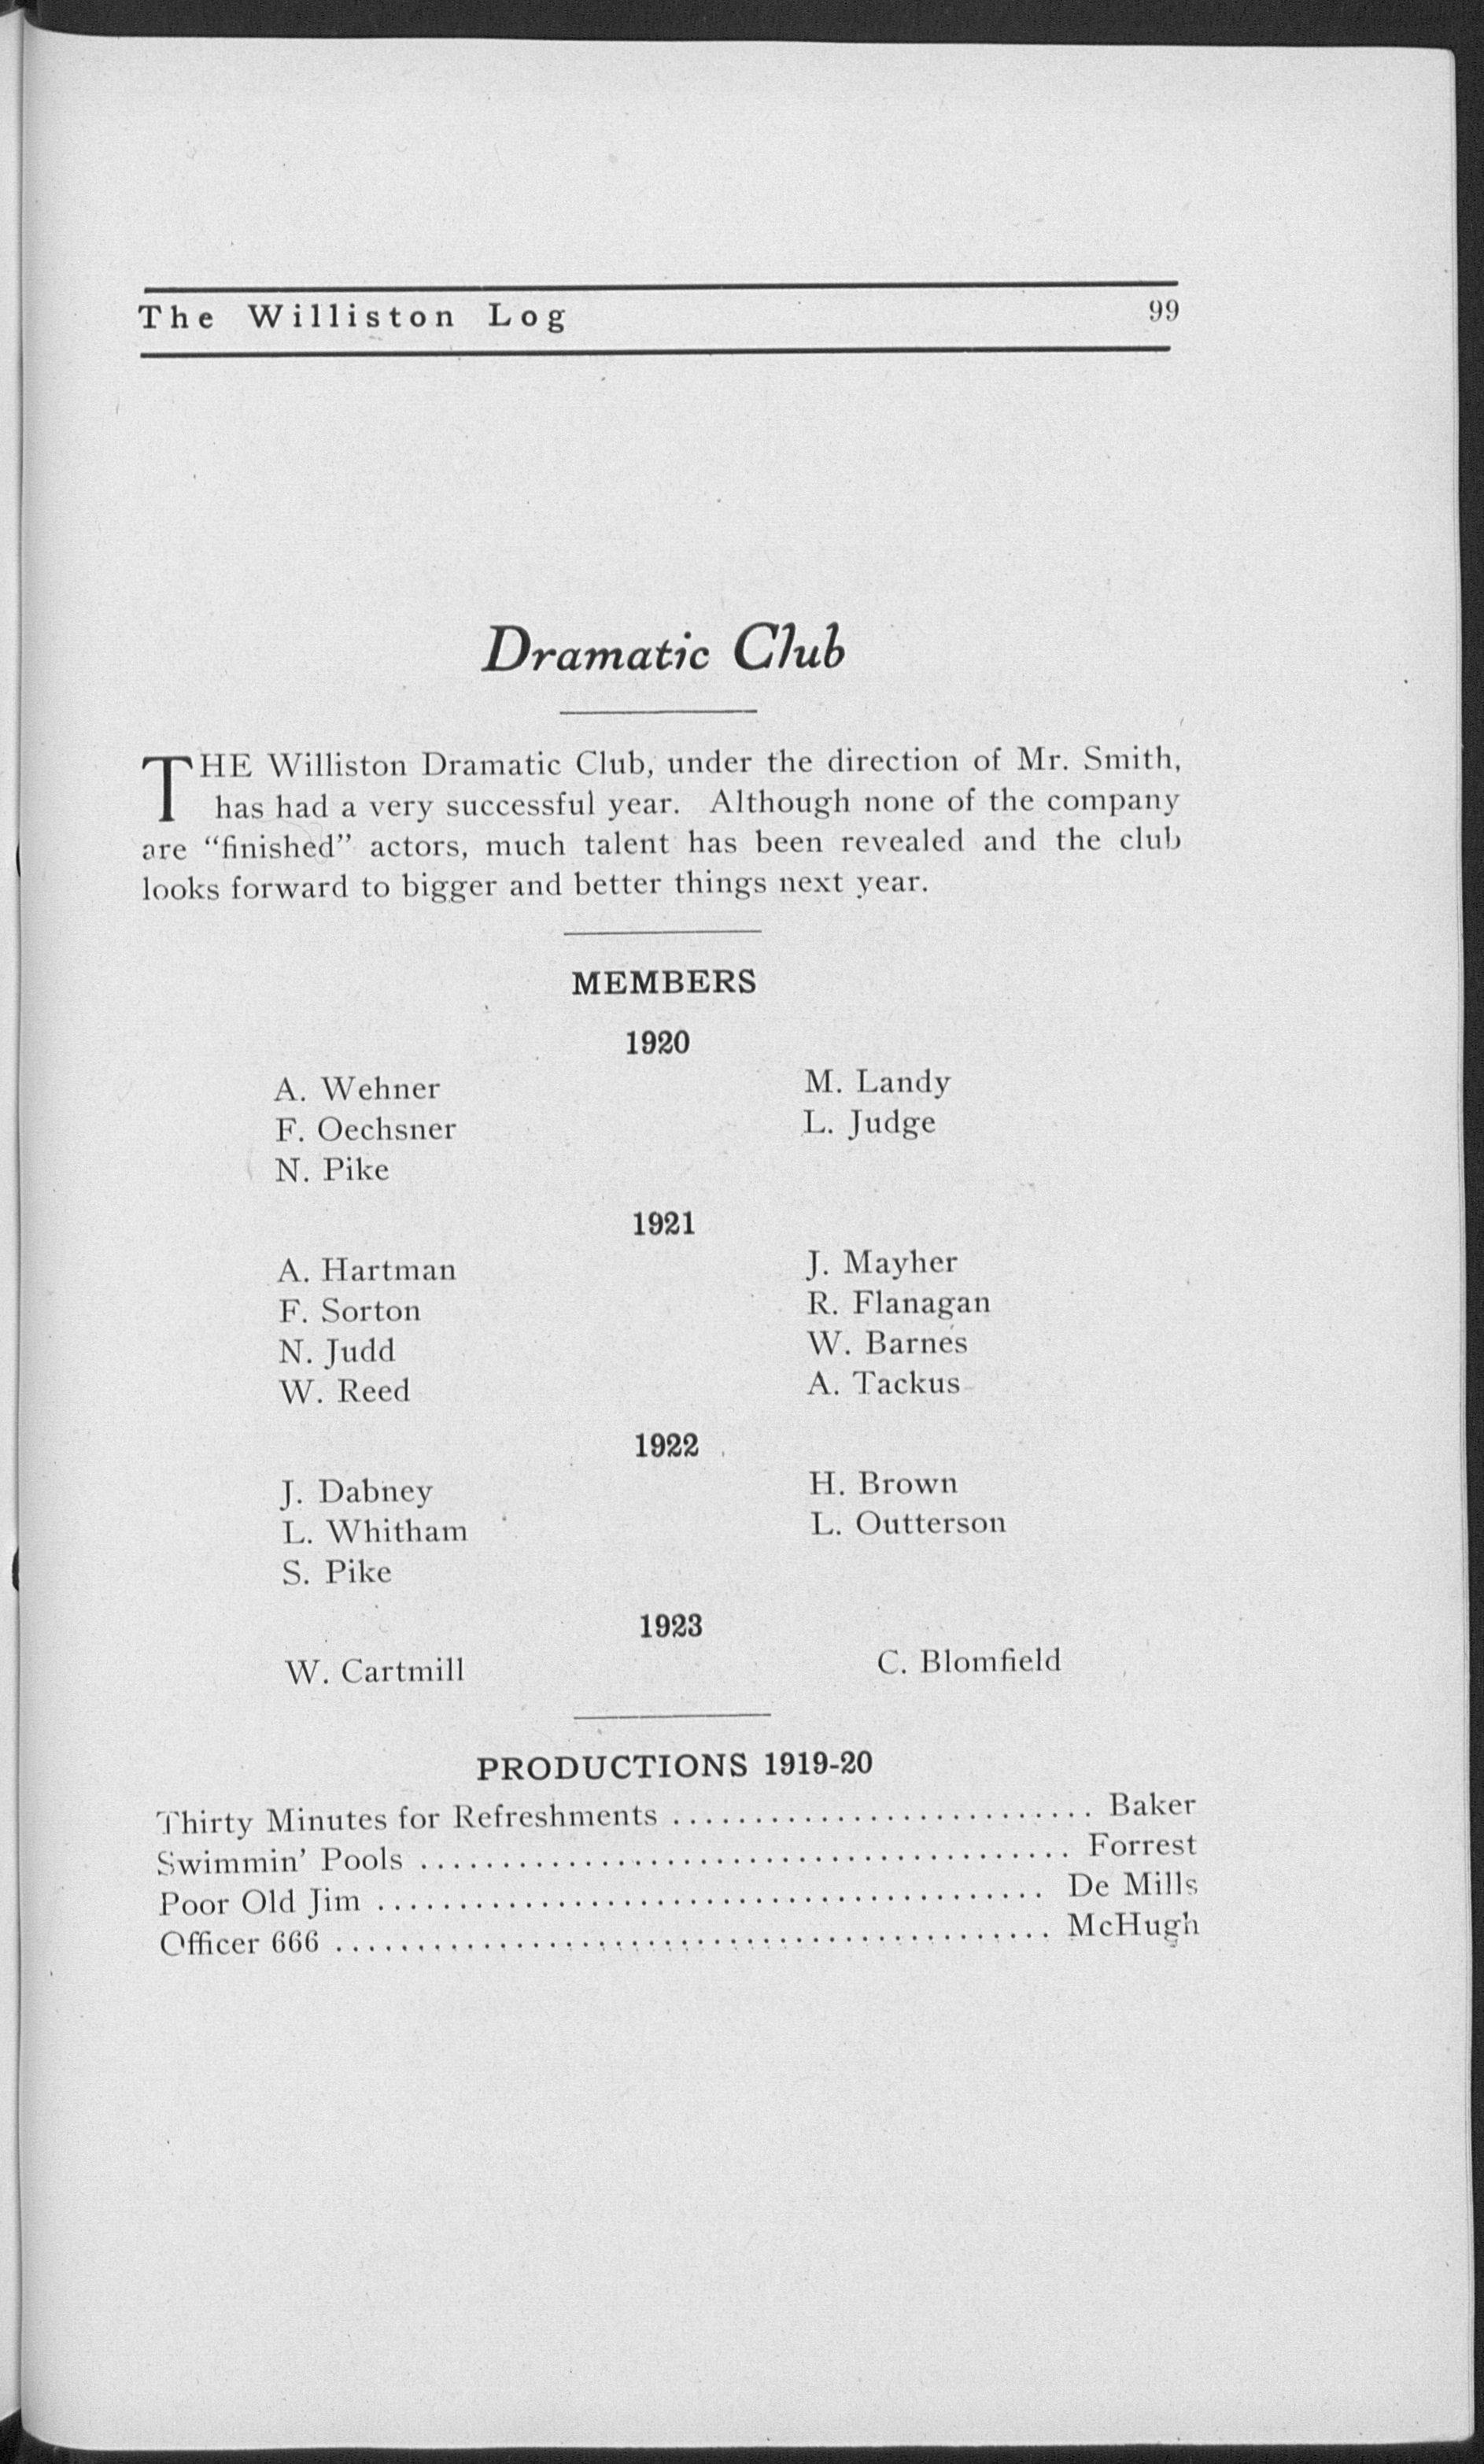 The Williston Log 99
Dramatic Club
THE Williston Dramatic Club, under the direction of Mr. Smith,
has had a very successful year. Although none of the company
are “finished” actors, much talent has been revealed and the club
looks forward to bigger and better things next year.
MEMBERS
1920
A. Wehner M. Landy
F. Oechsner L. Judge
N. Pike
1921
A. Hartman J. Mayher
F. Sorton R. Flanagan
N. Judd W. Barnes
W. Reed A. Tackus
1922
J. Dabney H. Brown
L. Whitham L. Outterson
S. Pike
1923
W. Cartmill C. Blomfield
PRODUCTIONS 1919-20
Thirty Minutes for Refreshments .......................... Baker
Swimmin’ Pools ........................................ Forrest
Poor Old Jim ......................................... De Mills
Officer 666 ............................................ McHugh